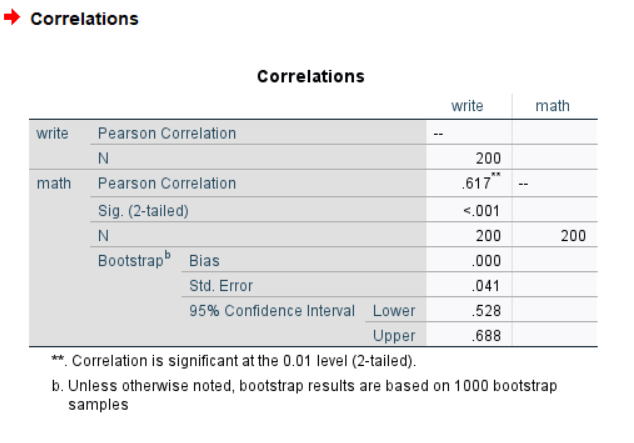 Correlations
Correlations
write math
write Pearson Correlation --
N 200
math Pearson Correlation .617** --
Sig. (2-tailed) <.001
N 200 200
Bootstrapb Bias .000
Std. Error .041
95% Confidence Interval Lower .528
Upper .688
**. Correlation is significant at the 0.01 level (2-tailed).
b. Unless otherwise noted, bootstrap results are based on 1000 bootstrap
samples